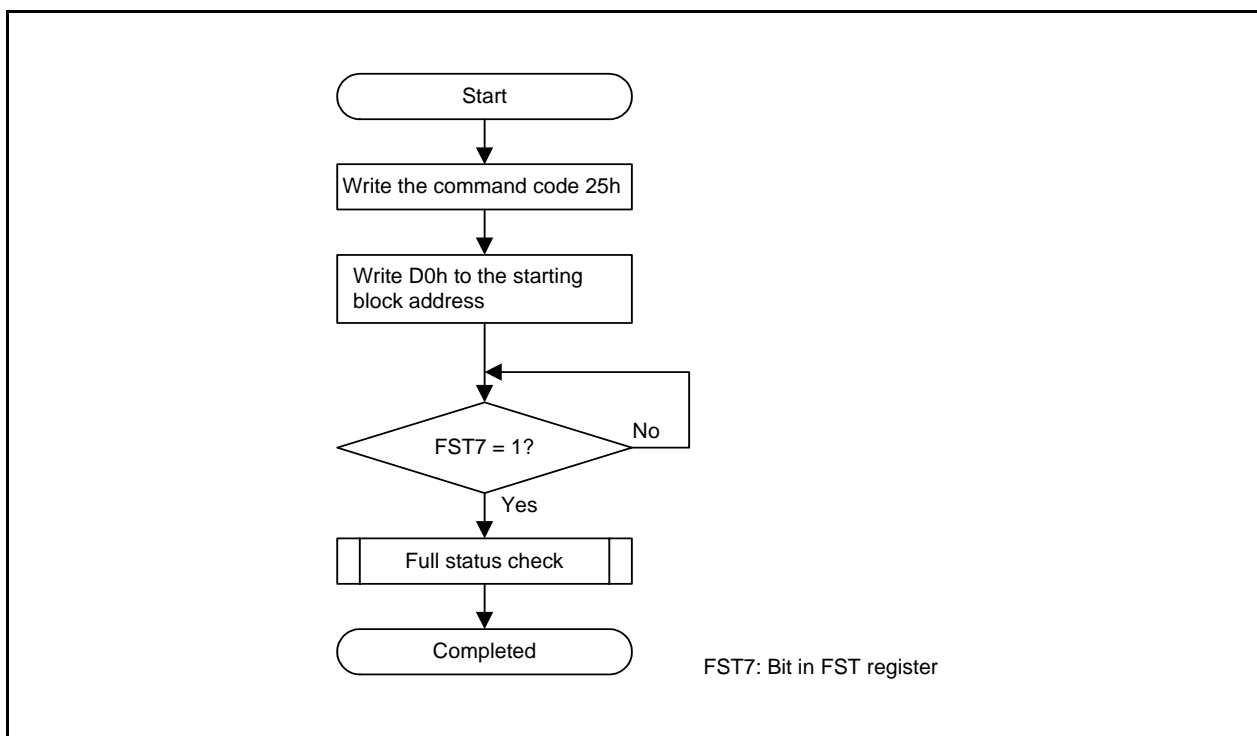 Start
Write the command code 25h
Write D0h to the starting
block address
FST7 = 1?
No
Yes
Full status check
Completed
FST7: Bit in FST register